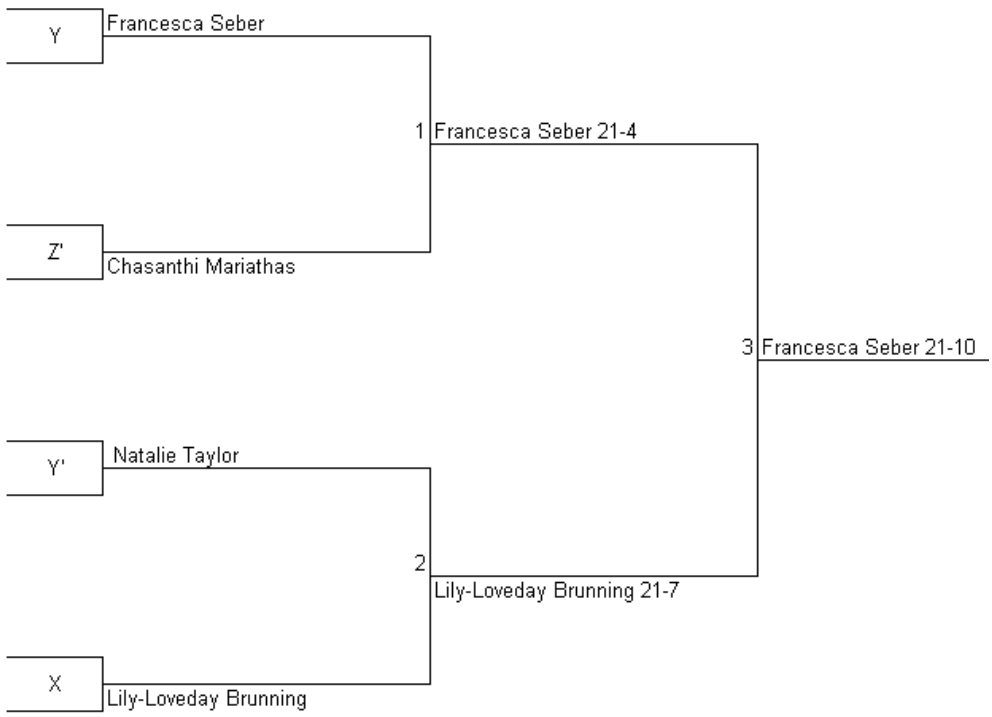 Y
Francesca Seber
1
Francesca Seber 21-4
Z'
Chasanthi Mariathas
3
Francesca Seber 21-10
Y'
Natalie Taylor
2
Lily-Loveday Brunning 21-7
X
Lily-Loveday Brunning